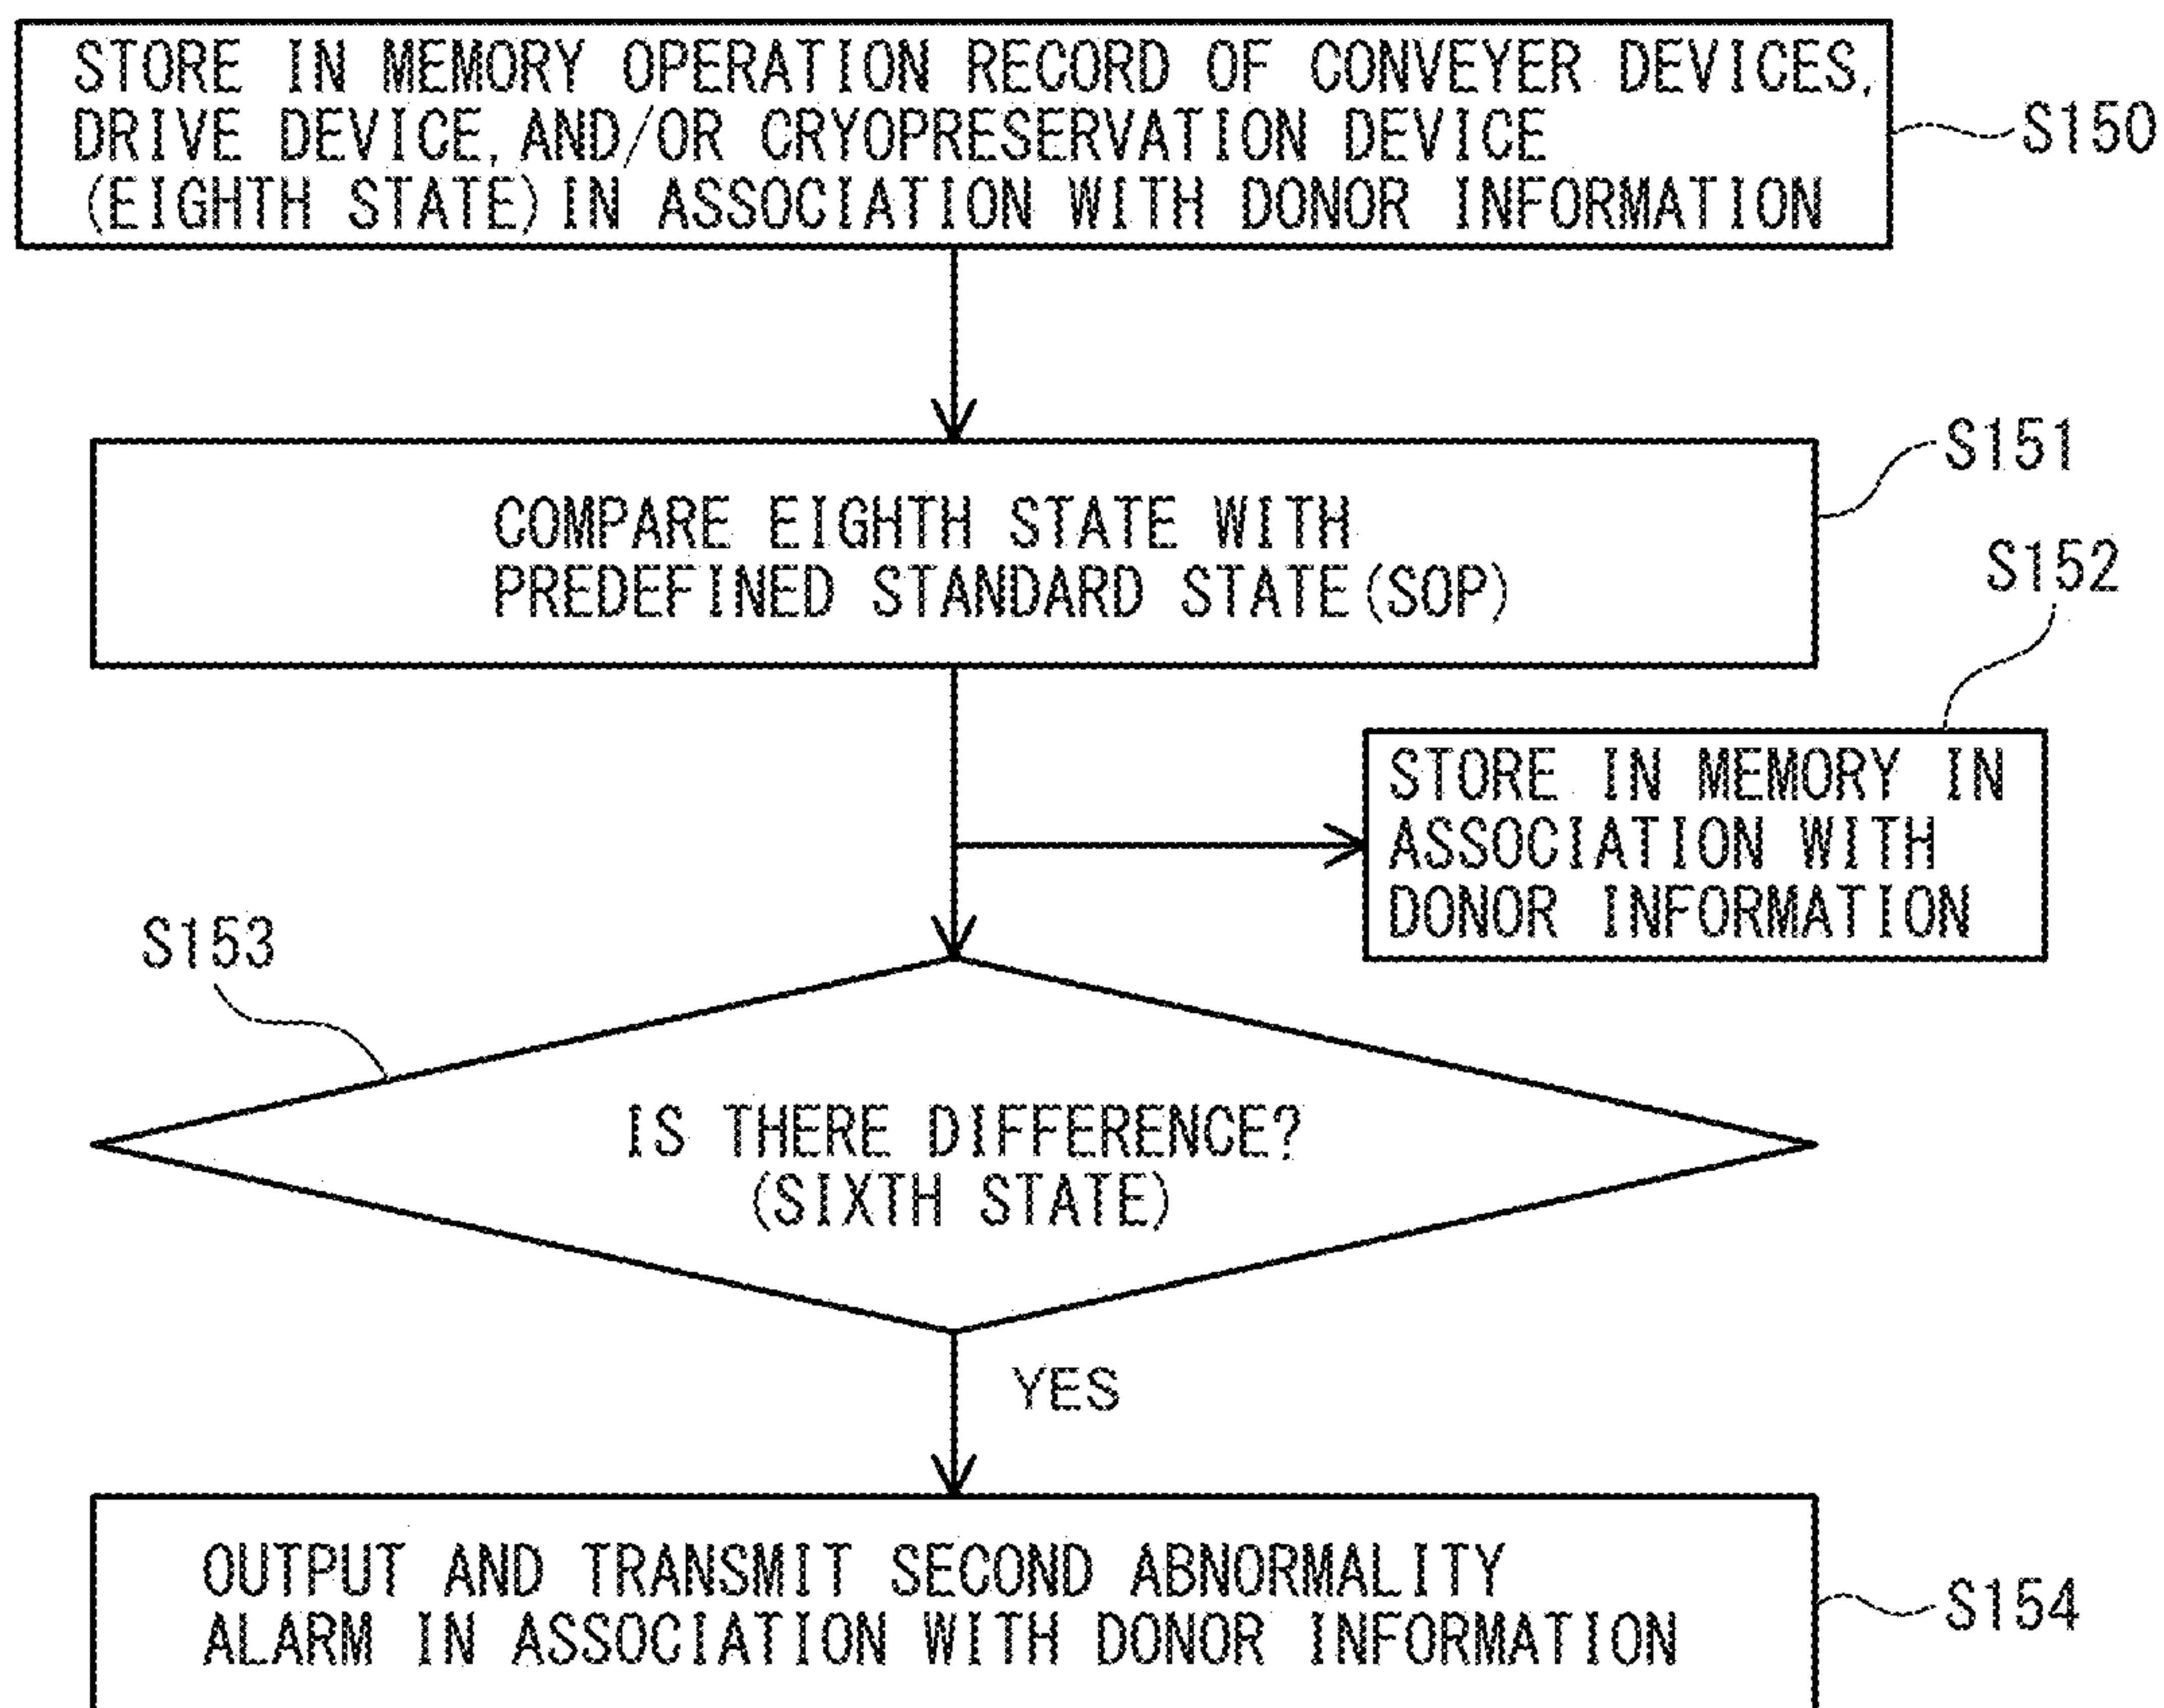 STORE IN MEMORY OPERATION RECORD OF CONVEYER DEVICES,
DRIVE DEVICE, AND/OR CRYOPRESERVATION DEVICE
(EIGHTH STATE) IN ASSOCIATION WITH DONOR INFORMATION
S150
S151
COMPARE EIGHTH STATE WITH
PREDEFINED STANDARD STATE (SOP)
S152
STORE IN MEMORY IN
ASSOCIATION WITH
DONOR INFORMATION
S153
IS THERE DIFFERENCE?
(SIXTH STATE)
YES
OUTPUT AND TRANSMIT SECOND ABNORMALITY
ALARM IN ASSOCIATION WITH DONOR INFORMATION
S154